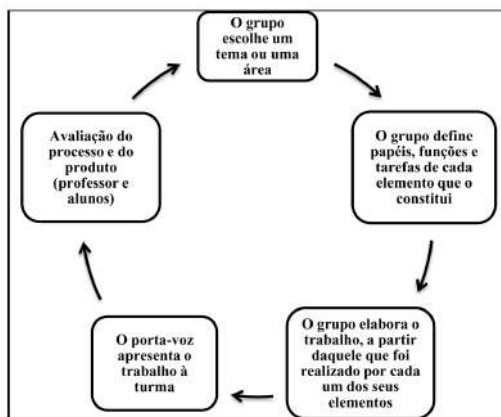 O grupo
escolhe um
tema ou uma
área
O grupo define
papéis, funções e
tarefas de cada
elemento que o
constitui
O grupo elabora o
trabalho, a partir
daquele que foi
realizado por cada
um dos seus
elementos
O porta-voz
apresenta o
trabalho à
turma
Avaliação do
processo e do
produto
(professor e
alunos)